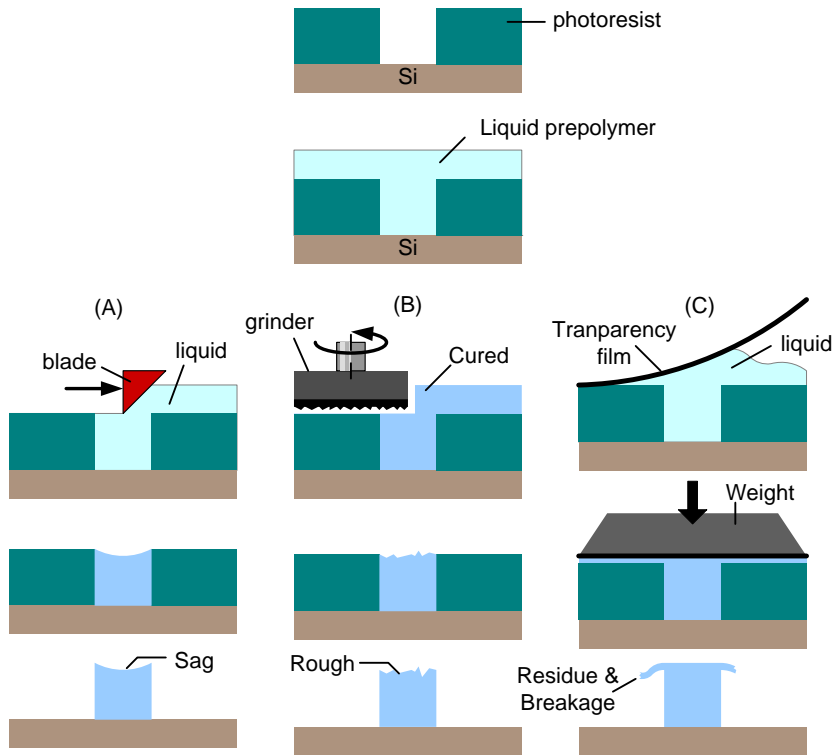 photoresist
Si
Liquid prepolymer
Si
(A)
(B)
(C)
blade
liquid
grinder
Cured
Tranparency
film
liquid
Weight
Sag
Rough
Residue &
Breakage